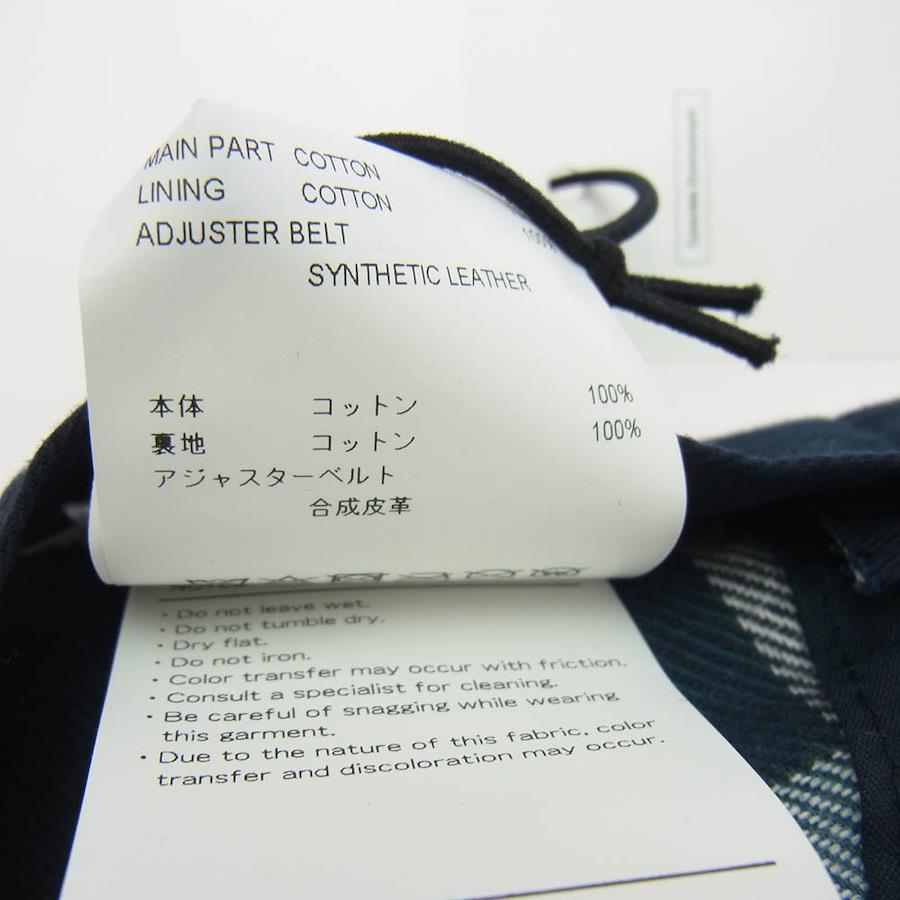 MAIN PART COTTON
LINING COTTON 100%
ADJUSTER BELT
SYNTHETIC LEATHER
本体 コットン 100%
裏地 コットン 100%
アジャスターベルト
合成皮革
・Do not leave wet.
・Do not tumble dry.
・Dry flat.
・Do not iron.
・Color transfer may occur with friction.
・Consult a specialist for cleaning.
・Be careful of snagging while wearing
this garment.
・Due to the nature of this fabric, color
transfer and discoloration may occur.